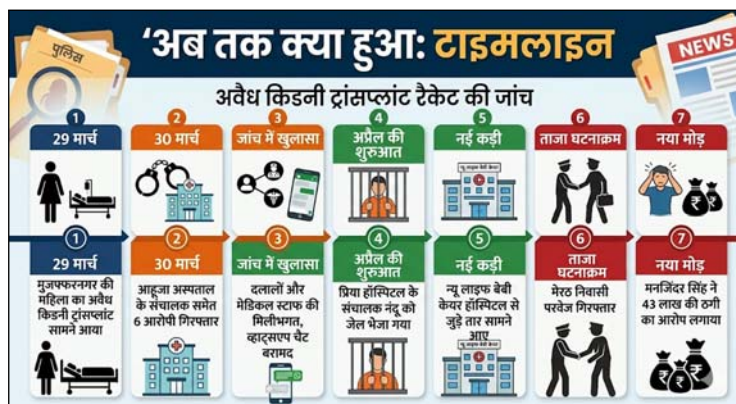 पुलिस
‘अब तक क्या हुआ: टाइमलाइन
NEWS
अवैध किडनी ट्रांसप्लांट रैकेट की जांच
1
29 मार्च
2
30 मार्च
3
जांच में खुलासा
4
अप्रैल की
शुरुआत
5
नई कड़ी
न्यू लाइफ बेबी केयर
6
ताजा घटनाक्रम
7
नया मोड़
₹
₹
1
29 मार्च
मुजफ्फरनगर की
महिला का अवैध
किडनी ट्रांसप्लांट
सामने आया
2
30 मार्च
आहूजा अस्पताल
के संचालक समेत
6 आरोपी गिरफ्तार
3
जांच में खुलासा
दलालों और
मेडिकल स्टाफ की
मिलीभगत,
व्हाट्सएप चैट
बरामद
4
अप्रैल की
शुरुआत
प्रिया हॉस्पिटल के
संचालक नंदू को
जेल भेजा गया
5
नई कड़ी
न्यू लाइफ बेबी
केयर हॉस्पिटल से
जुड़े तार सामने
आए
6
ताजा
घटनाक्रम
मेरठ निवासी
परवेज गिरफ्तार
7
नया मोड़
मनजिंदर सिंह ने
43 लाख की ठगी
का आरोप लगाया
₹
₹
₹